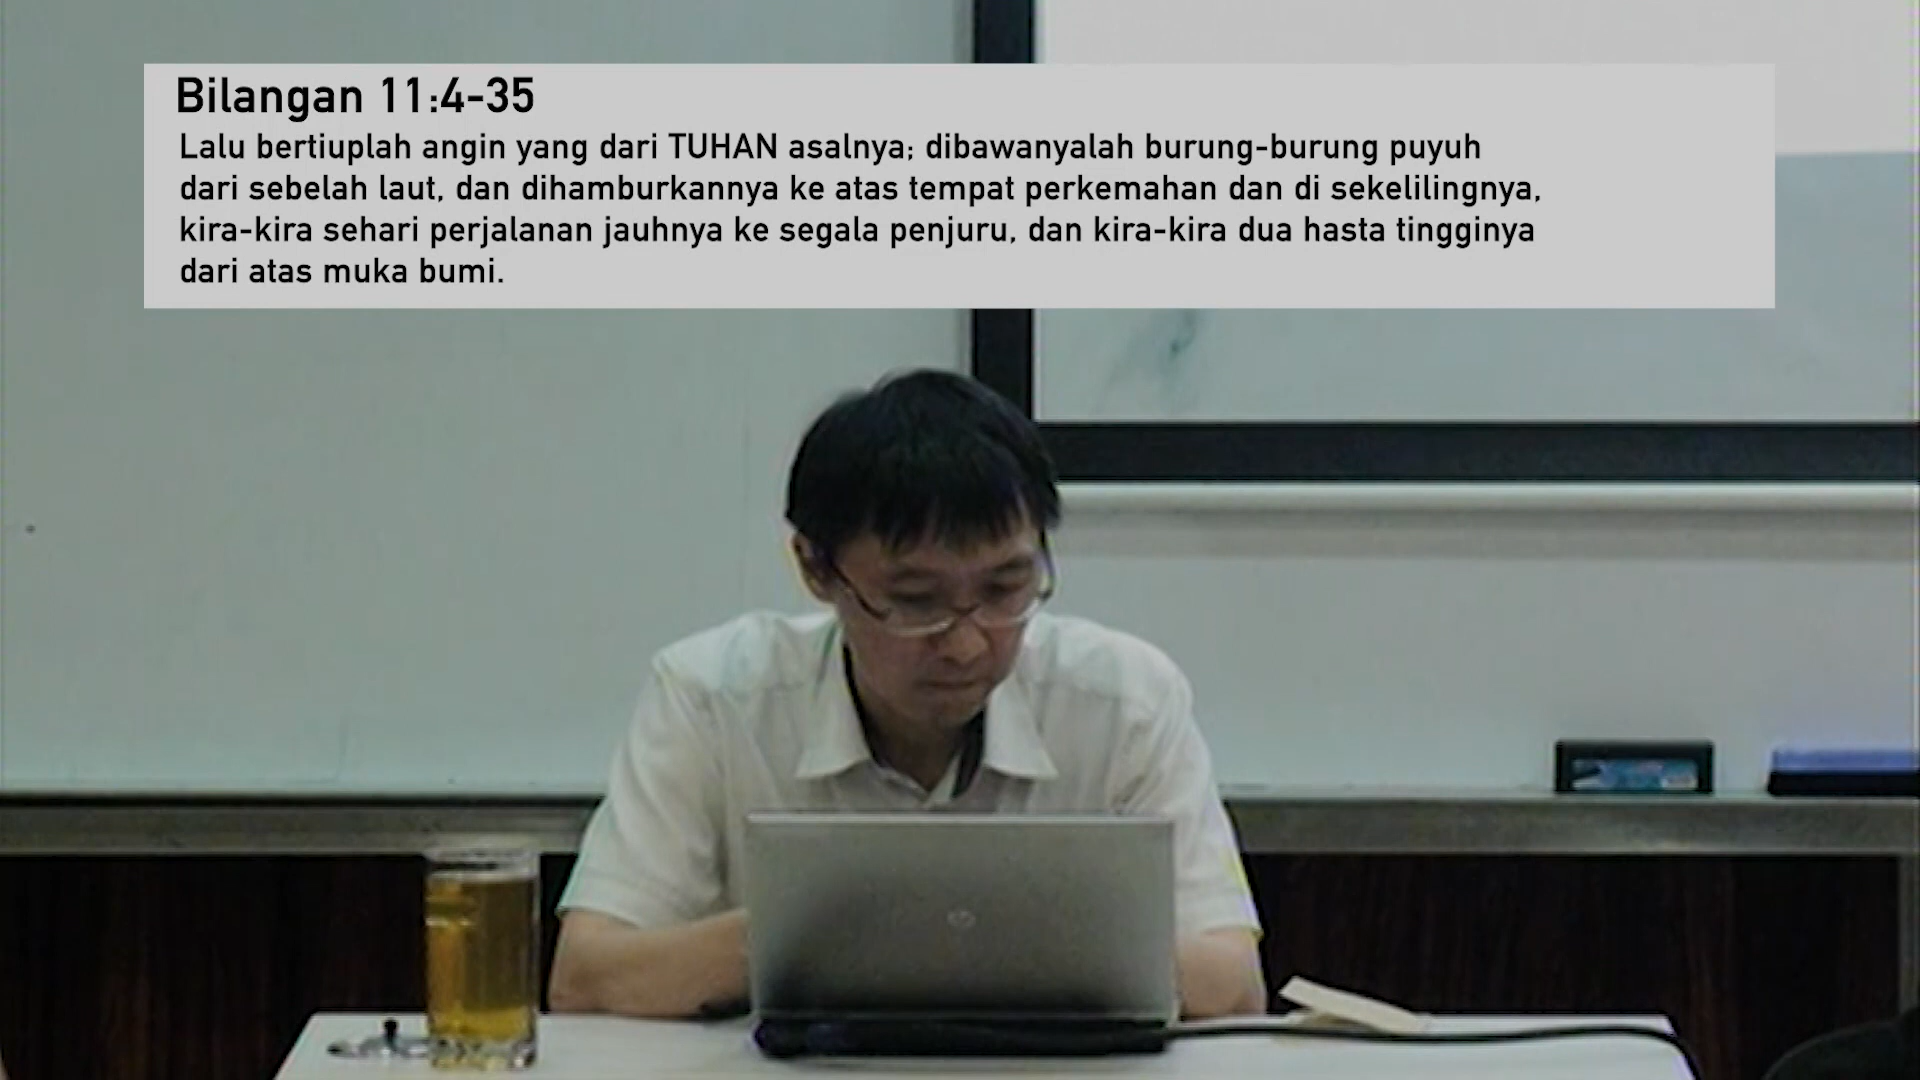 Bilangan 11:4-35
Lalu bertiuplah angin yang dari TUHAN asalnya; dibawanyalah burung-burung puyuh
dari sebelah laut, dan dihamburkannya ke atas tempat perkemahan dan di sekelilingnya,
kira-kira sehari perjalanan jauhnya ke segala penjuru, dan kira-kira dua hasta tingginya
dari atas muka bumi.